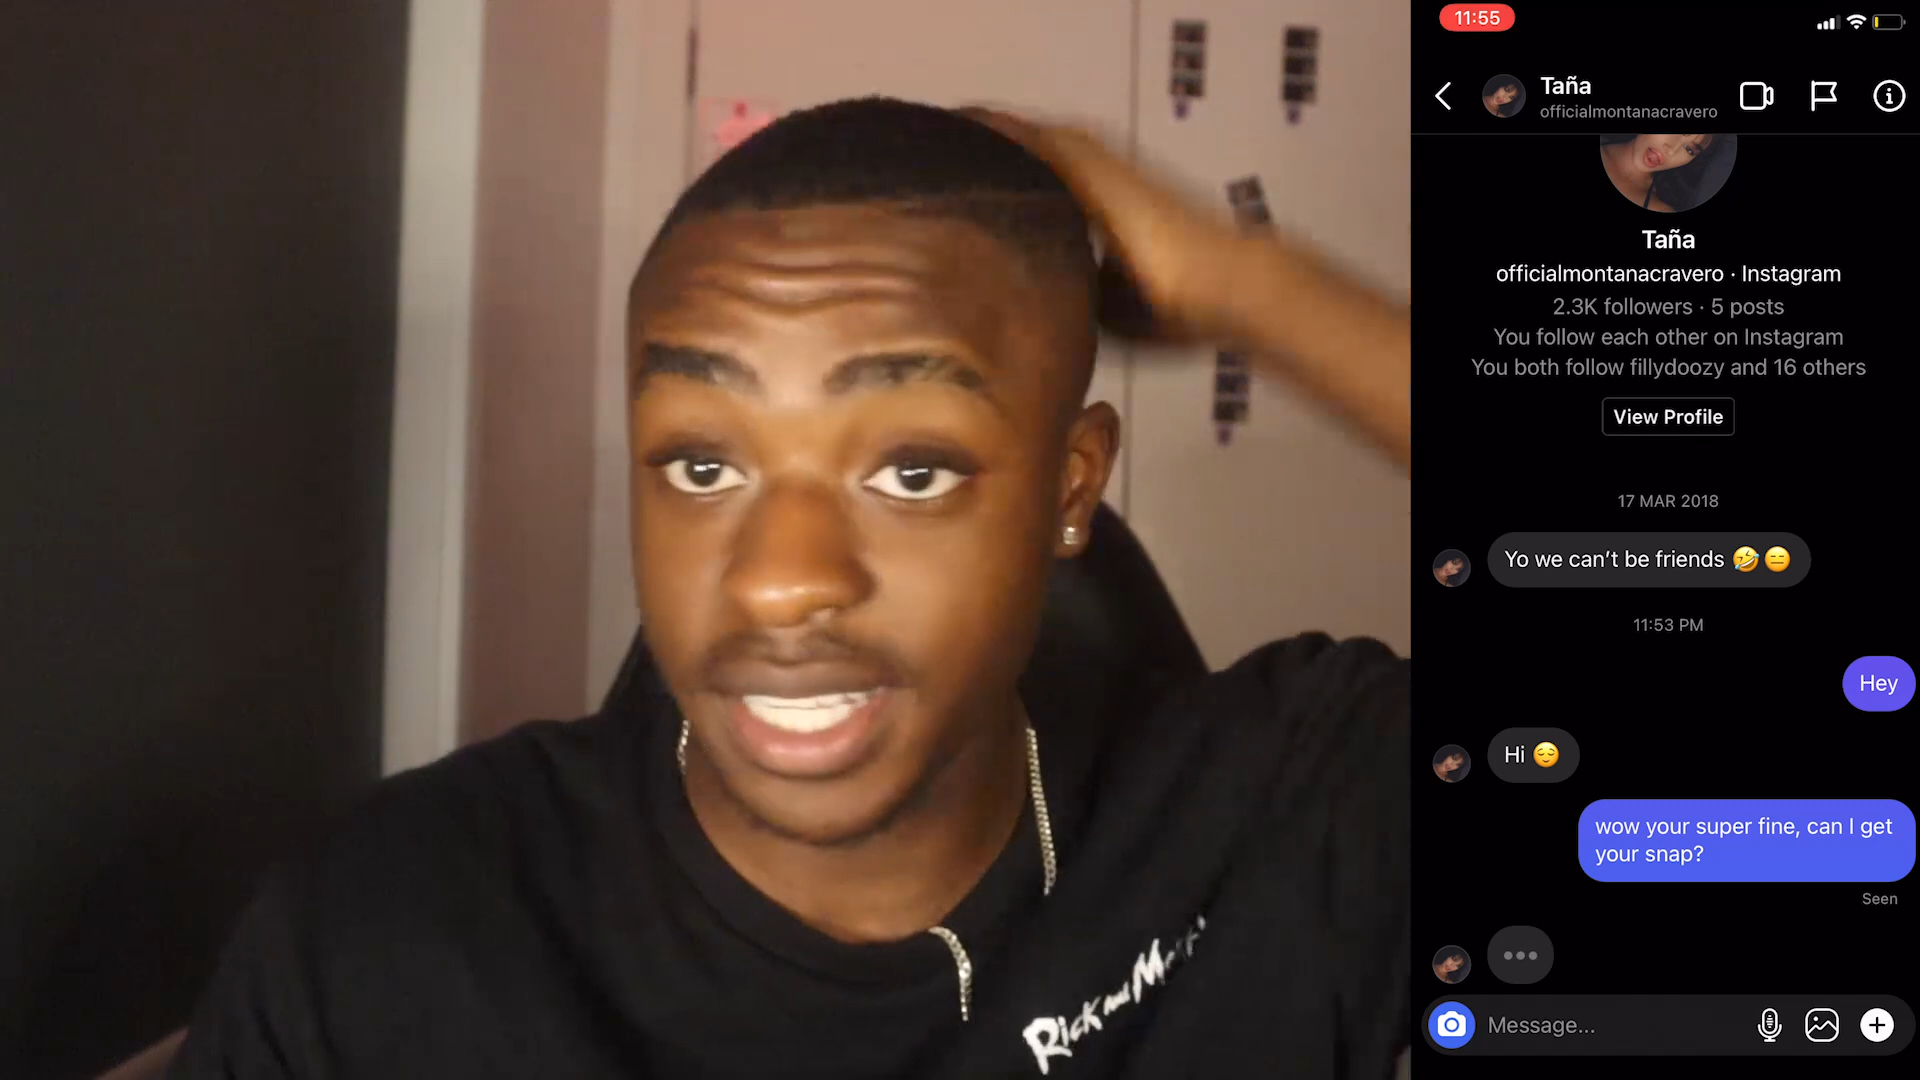 11:55
Taña
officialmontanacravero
Taña
officialmontanacravero · Instagram
2.3K followers · 5 posts
You follow each other on Instagram
You both follow fillydoozy and 16 others
View Profile
17 MAR 2018
Yo we can’t be friends 🤣😑
11:53 PM
Hey
Hi 😌
wow your super fine, can I get
your snap?
Seen
Message...
Rick and